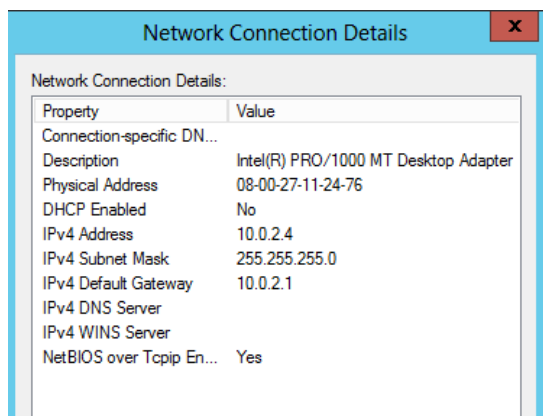 Network Connection Details
x
Network Connection Details:
Property Value
Connection-specific DN...
Description Intel(R) PRO/1000 MT Desktop Adapter
Physical Address 08-00-27-11-24-76
DHCP Enabled No
IPv4 Address 10.0.2.4
IPv4 Subnet Mask 255.255.255.0
IPv4 Default Gateway 10.0.2.1
IPv4 DNS Server
IPv4 WINS Server
NetBIOS over Tcpip En... Yes